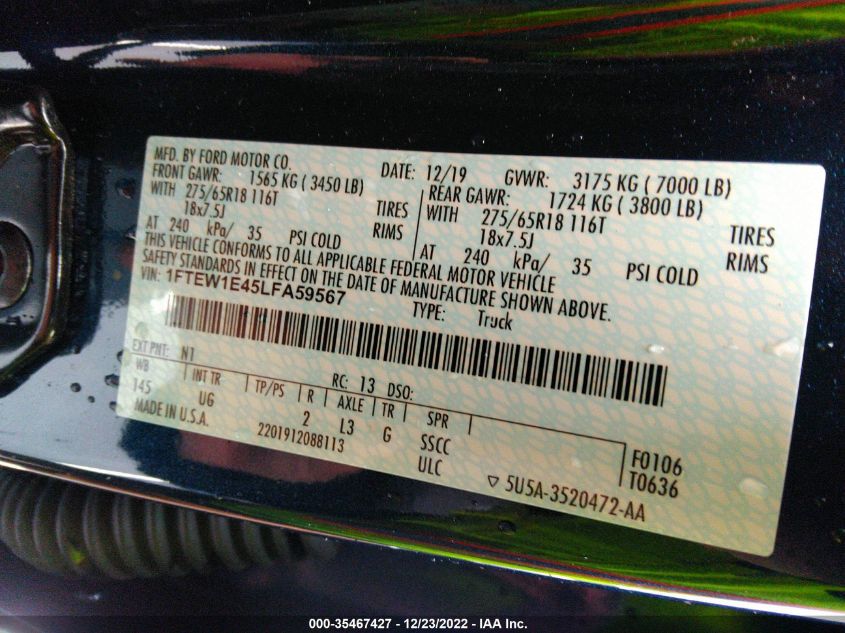 MFD. BY FORD MOTOR CO. DATE: 12/19 GVWR: 3175 KG ( 7000 LB)
FRONT GAWR: 1565 KG ( 3450 LB) REAR GAWR: 1724 KG ( 3800 LB)
WITH 275/65R18 116T TIRES WITH 275/65R18 116T TIRES
18x7.5J RIMS 18x7.5J RIMS
AT 240 kPa/ 35 PSI COLD AT 240 kPa/ 35 PSI COLD
THIS VEHICLE CONFORMS TO ALL APPLICABLE FEDERAL MOTOR VEHICLE
SAFETY STANDARDS IN EFFECT ON THE DATE OF MANUFACTURE SHOWN ABOVE.
VIN: 1FTEW1E45LFA59567 TYPE: Truck
EXT PNT: N1 RC: 13 DSO:
WB INT TR TP/PS R AXLE TR SPR
145 UG 2 L3 G SSCC F0106
MADE IN U.S.A. 2201912088113 ULC T0636
▽ 5U5A-3520472-AA
000-35467427 - 12/23/2022 - IAA Inc.